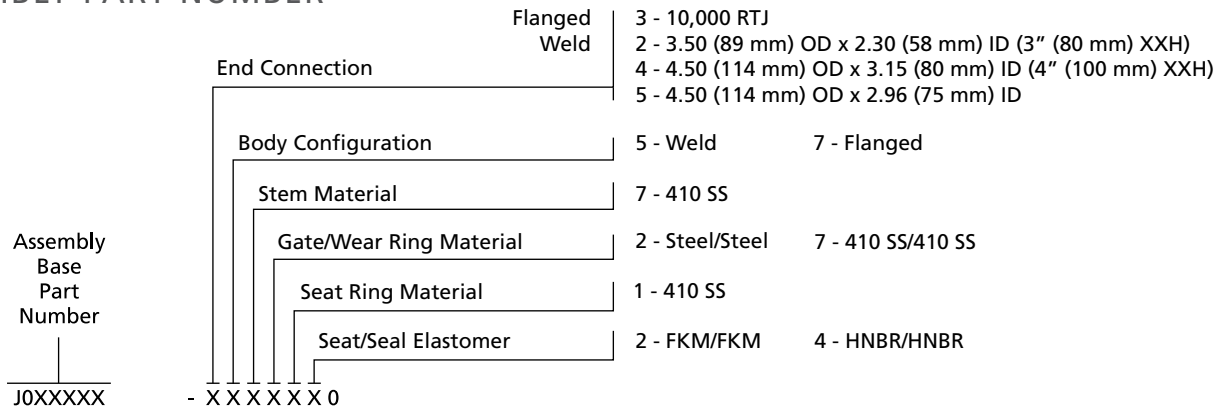 Flanged 3 - 10,000 RTJ
Weld 2 - 3.50 (89 mm) OD x 2.30 (58 mm) ID (3” (80 mm) XXH)
End Connection 4 - 4.50 (114 mm) OD x 3.15 (80 mm) ID (4” (100 mm) XXH)
5 - 4.50 (114 mm) OD x 2.96 (75 mm) ID
Body Configuration 5 - Weld 7 - Flanged
Stem Material 7 - 410 SS
Gate/Wear Ring Material 2 - Steel/Steel 7 - 410 SS/410 SS
Seat Ring Material 1 - 410 SS
Seat/Seal Elastomer 2 - FKM/FKM 4 - HNBR/HNBR
Assembly
Base
Part
Number
J0XXXXX - X X X X X X 0